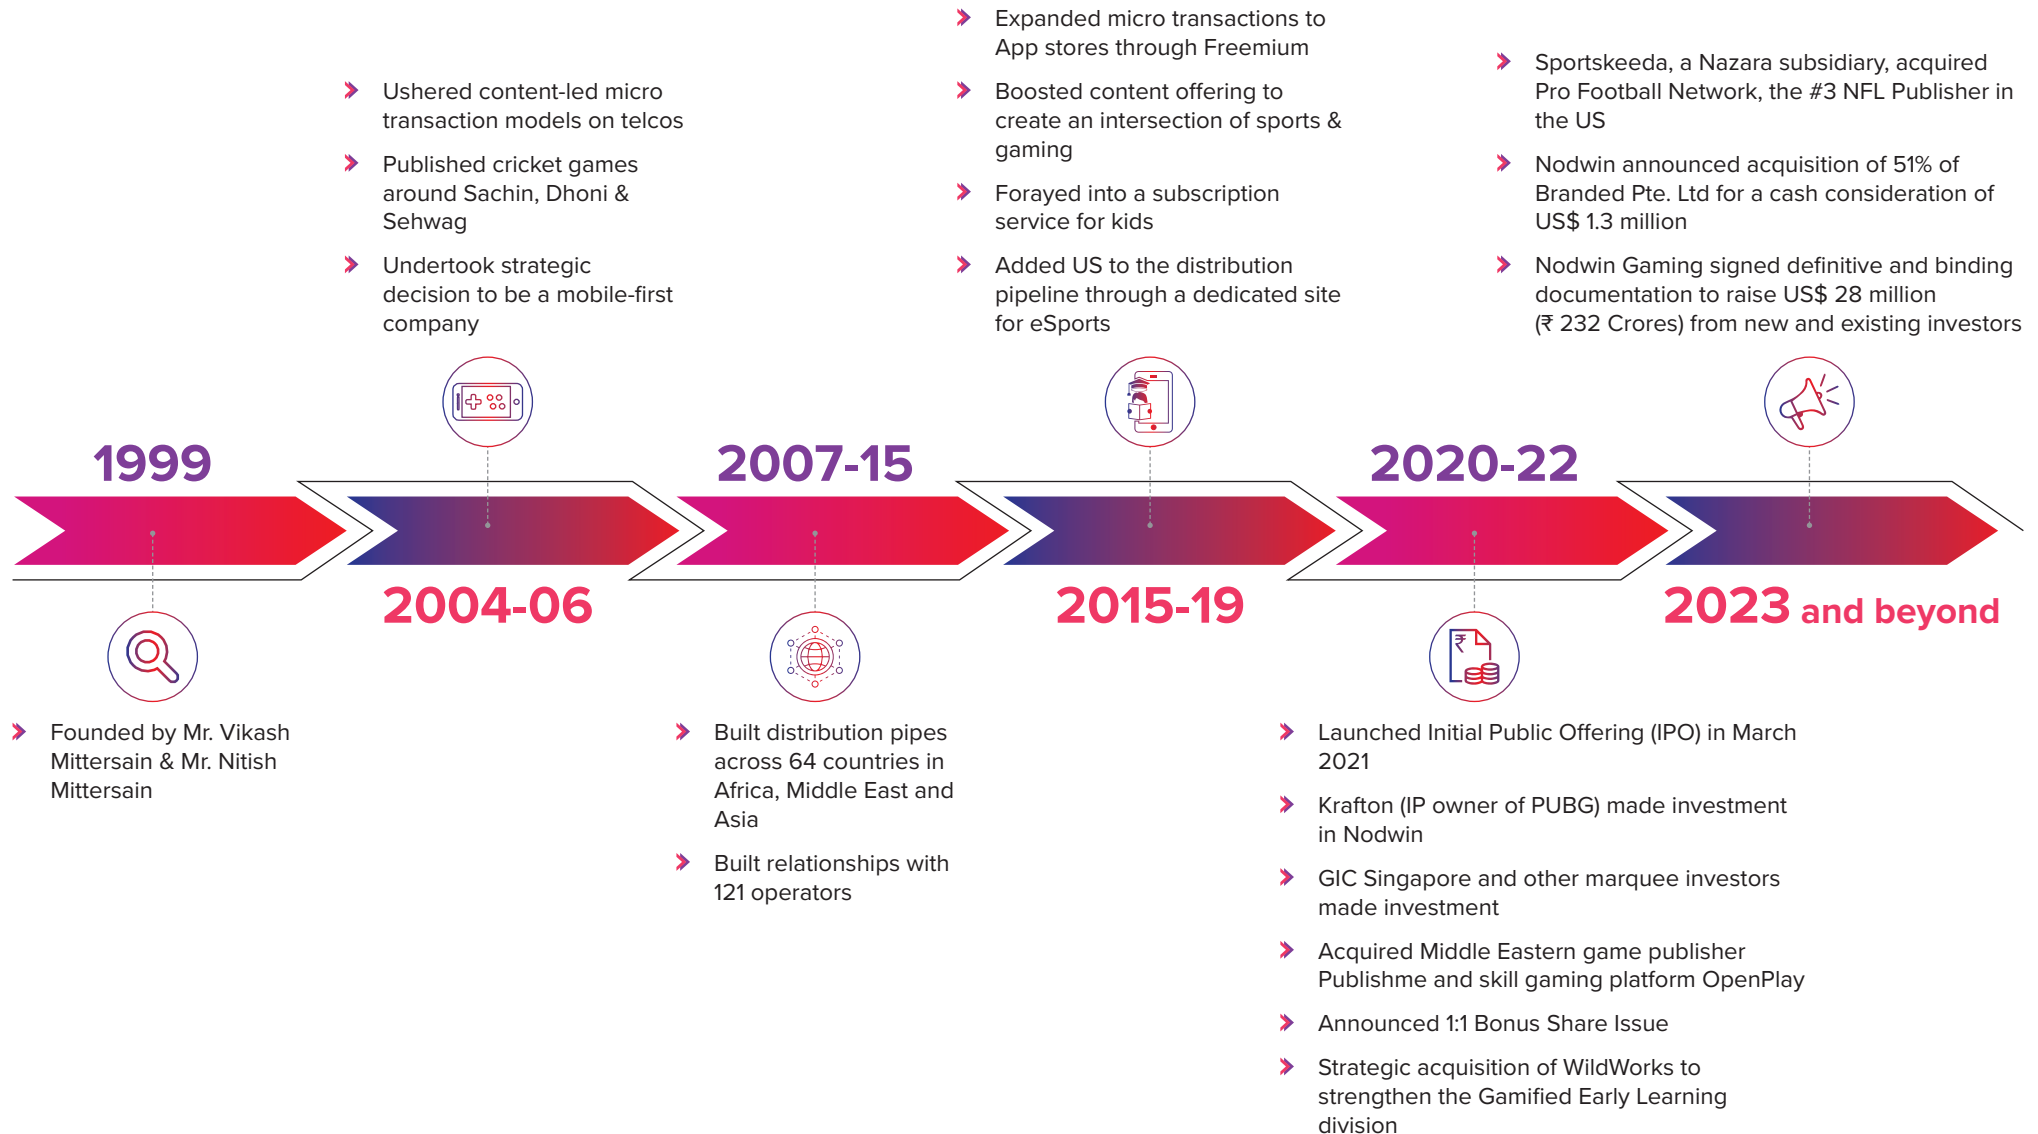 1999
Founded by Mr. Vikash
Mittersain & Mr. Nitish
Mittersain
Ushered content-led micro
transaction models on telcos
Published cricket games
around Sachin, Dhoni &
Sehwag
Undertook strategic
decision to be a mobile-first
company
2004-06
2007-15
Built distribution pipes
across 64 countries in
Africa, Middle East and
Asia
Built relationships with
121 operators
Expanded micro transactions to
App stores through Freemium
Boosted content offering to
create an intersection of sports &
gaming
Forayed into a subscription
service for kids
Added US to the distribution
pipeline through a dedicated site
for eSports
2015-19
2020-22
₹
Launched Initial Public Offering (IPO) in March
2021
Krafton (IP owner of PUBG) made investment
in Nodwin
GIC Singapore and other marquee investors
made investment
Acquired Middle Eastern game publisher
Publishme and skill gaming platform OpenPlay
Announced 1:1 Bonus Share Issue
Strategic acquisition of WildWorks to
strengthen the Gamified Early Learning
division
Sportskeeda, a Nazara subsidiary, acquired
Pro Football Network, the #3 NFL Publisher in
the US
Nodwin announced acquisition of 51% of
Branded Pte. Ltd for a cash consideration of
US$ 1.3 million
Nodwin Gaming signed definitive and binding
documentation to raise US$ 28 million
(₹ 232 Crores) from new and existing investors
2023 and beyond